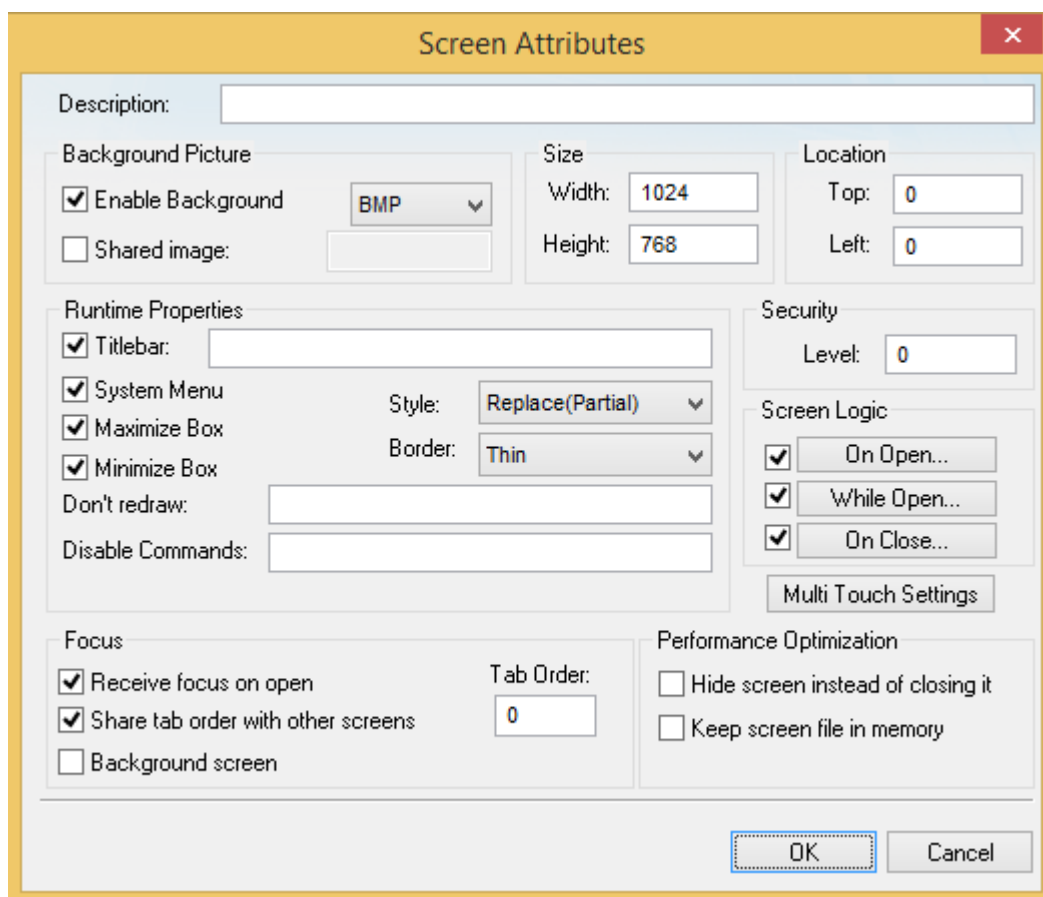 Screen Attributes
Description:
Background Picture
Enable Background BMP
Shared image:
Size
Width: 1024
Height: 768
Location
Top: 0
Left: 0
Runtime Properties
Titlebar:
System Menu
Maximize Box
Minimize Box
Style: Replace(Partial)
Border: Thin
Don't redraw:
Disable Commands:
Security
Level: 0
Screen Logic
On Open...
While Open...
On Close...
Multi Touch Settings
Focus
Receive focus on open
Share tab order with other screens
Background screen
Tab Order:
0
Performance Optimization
Hide screen instead of closing it
Keep screen file in memory
OK Cancel